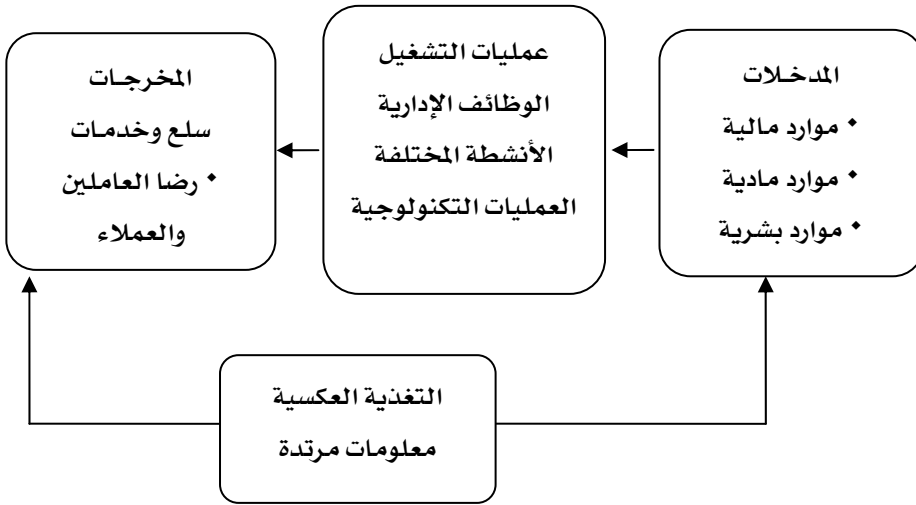 المدخلات
• موارد مالية
• موارد مادية
• موارد بشرية
عمليات التشغيل
الوظائف الإدارية
الأنشطة المختلفة
العمليات التكنولوجية
المخرجات
سلع وخدمات
• رضا العاملين
والعملاء
التغذية العكسية
معلومات مرتدة